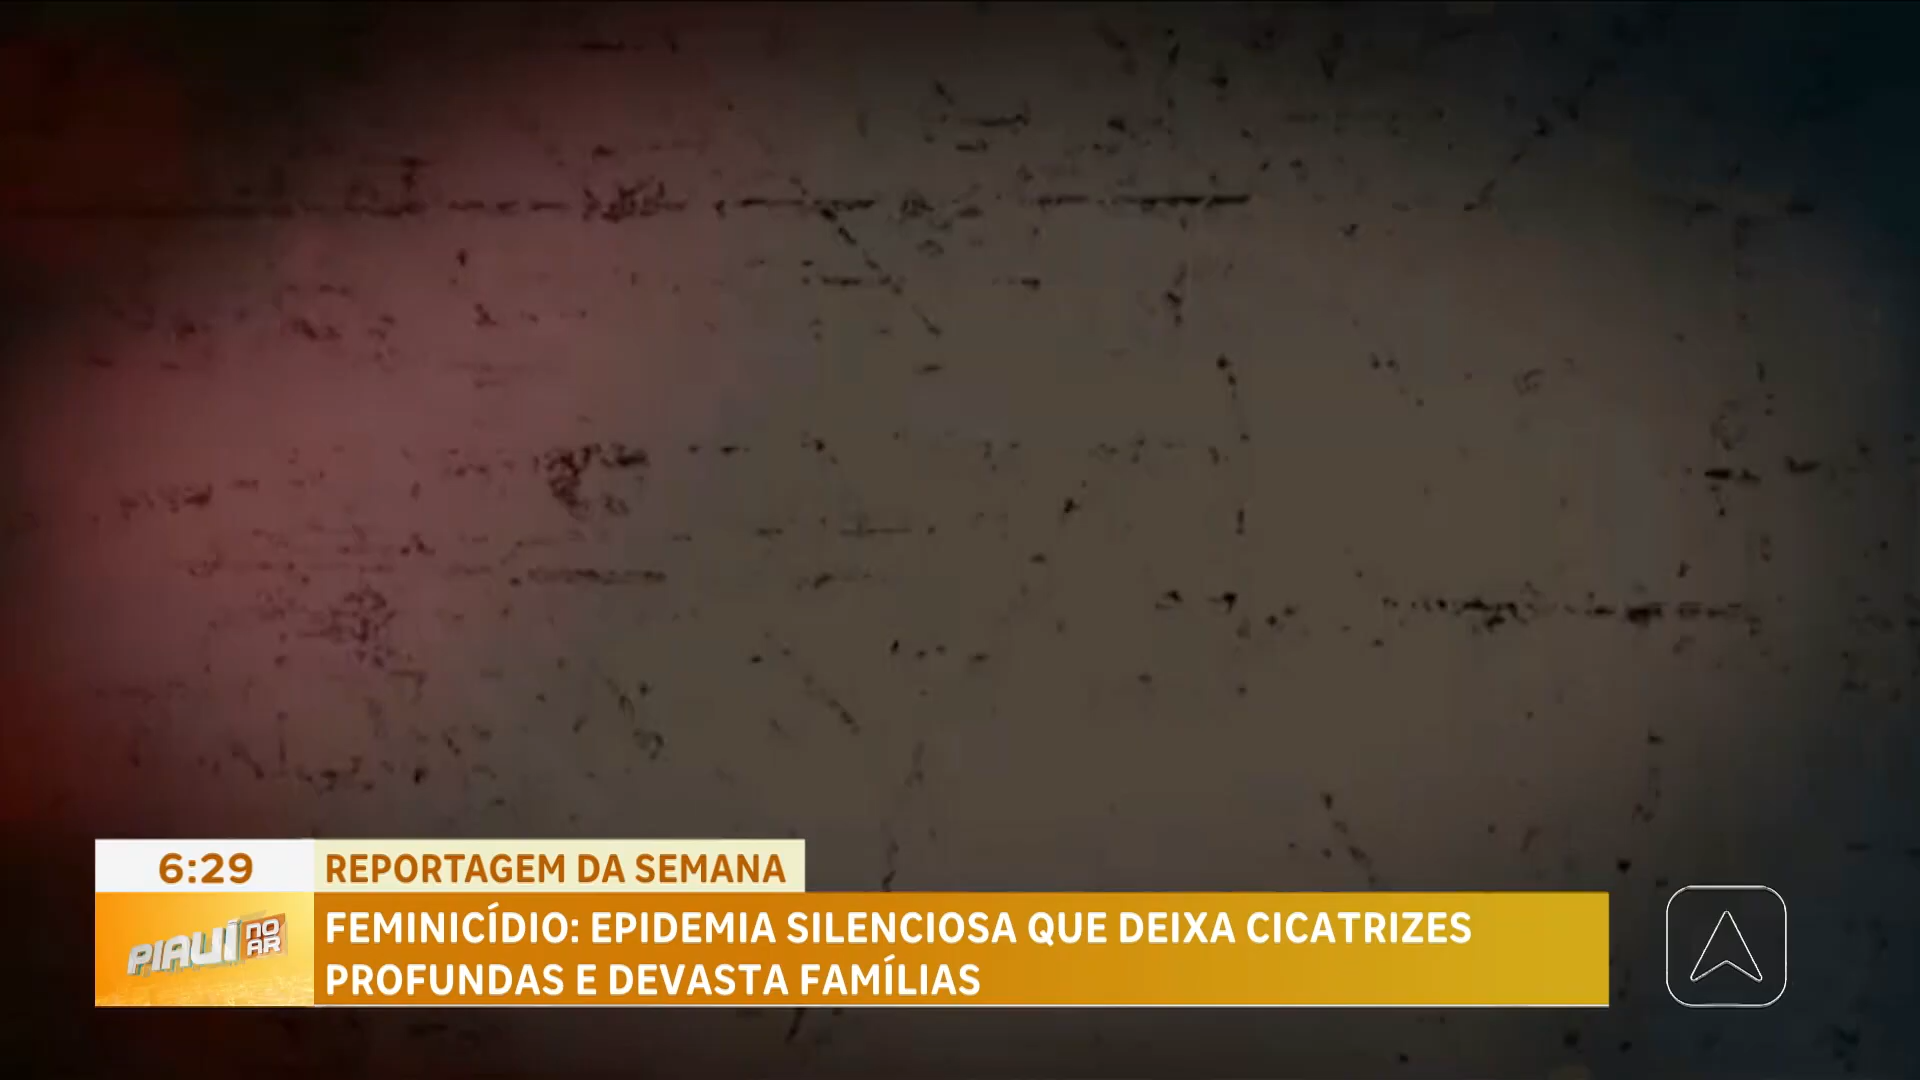 6:29
REPORTAGEM DA SEMANA
PIAUÍ NO AR
FEMINICÍDIO: EPIDEMIA SILENCIOSA QUE DEIXA CICATRIZES
PROFUNDAS E DEVASTA FAMÍLIAS